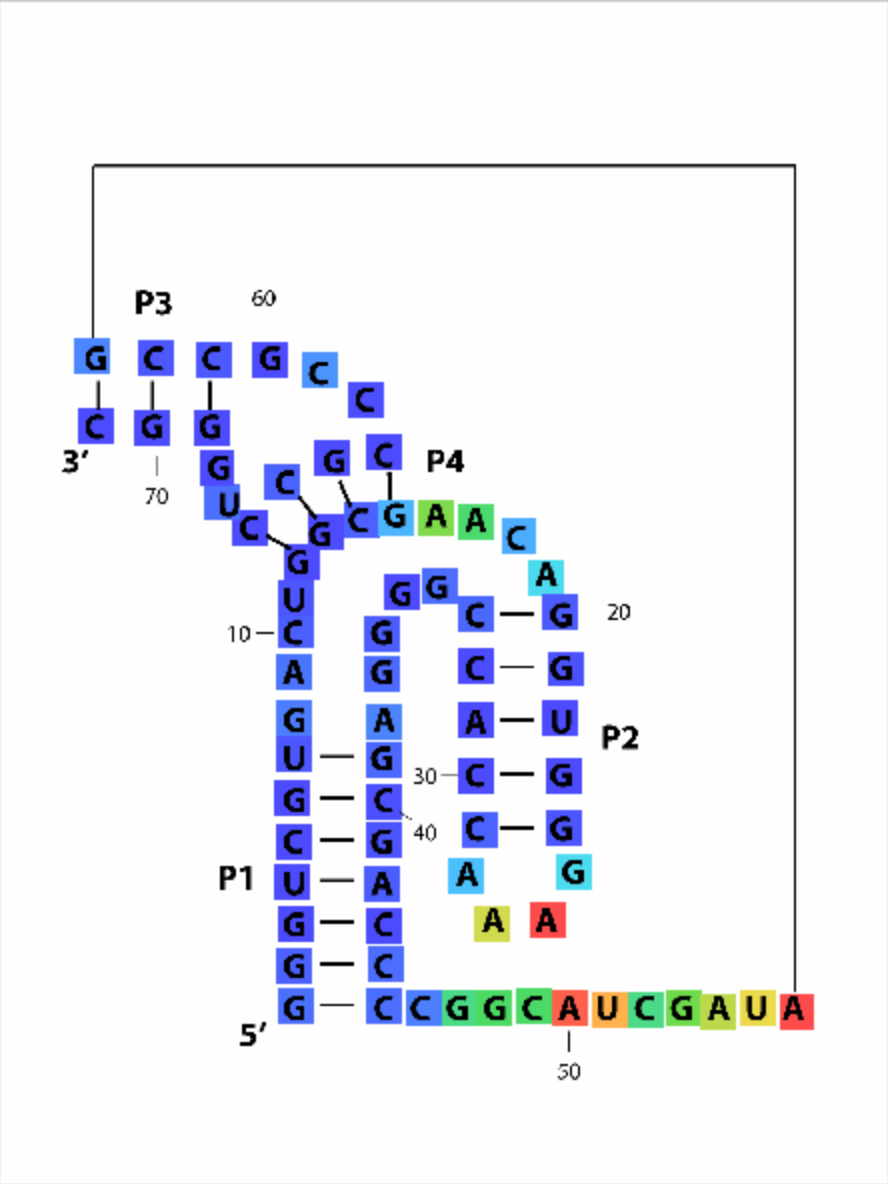 P3 60
G C C G C C
C G G
3′ G C G C P4
70 U C G C G A A C
G A
U G G C G 20
10 C G
A G C G
G A A U P2
U G 30 C G
G C 40
C G C G
P1 U A A G
G C A A
G C
5′ G C C G G C A U C G A U A
50